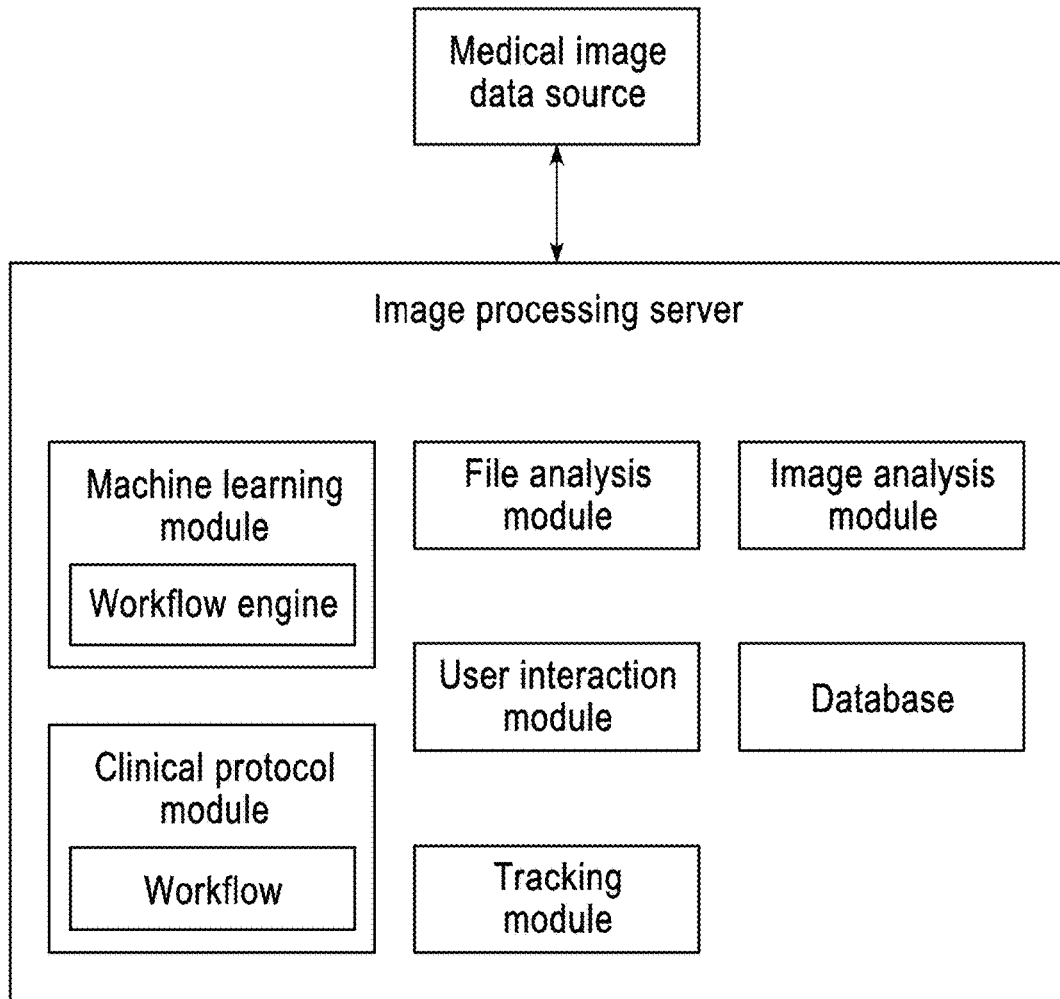 Medical image
data source
Image processing server
Machine learning
module
Workflow engine
File analysis
module
Image analysis
module
User interaction
module
Database
Clinical protocol
module
Workflow
Tracking
module